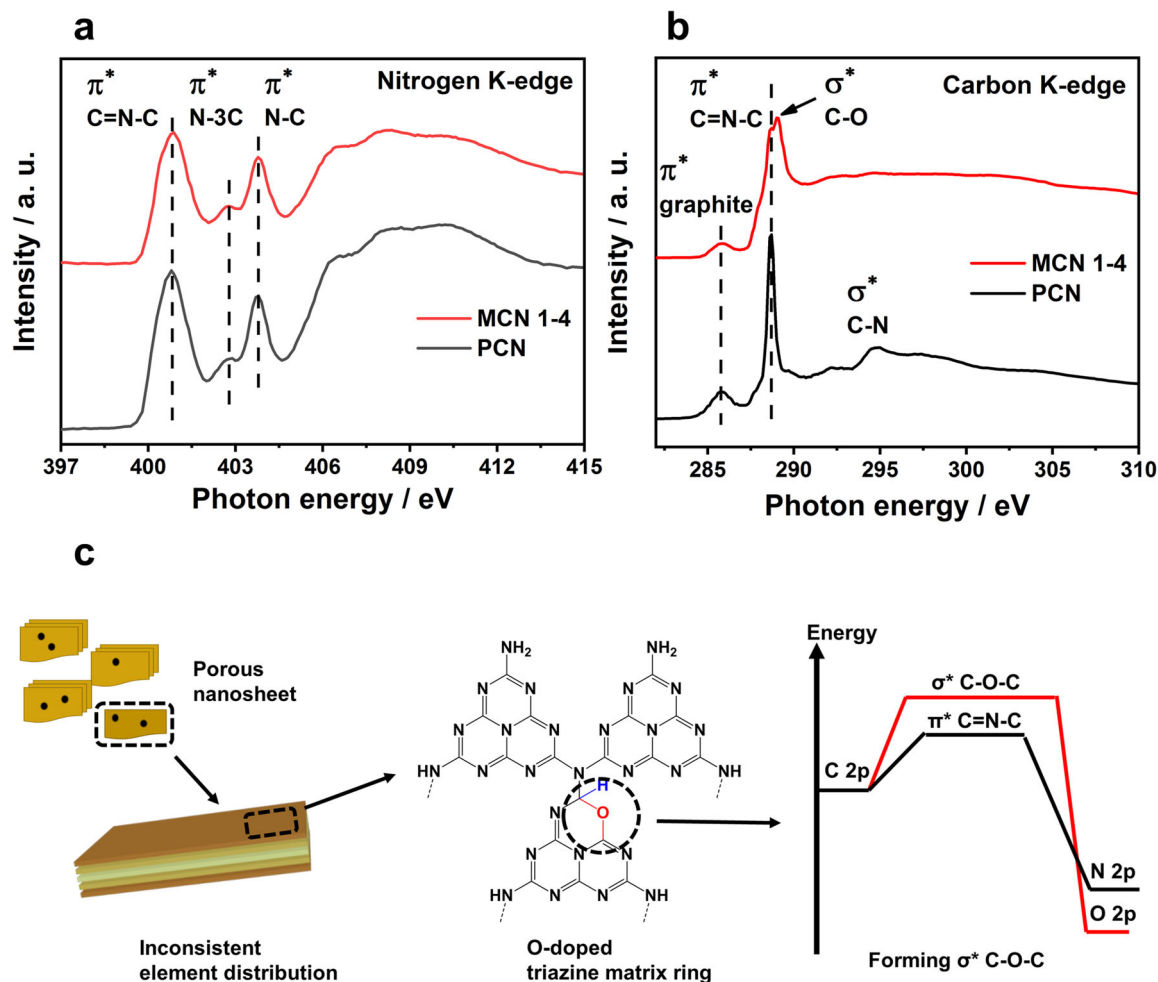 a
π* π* π* Nitrogen K-edge
C=N-C N-3C N-C
MCN 1-4
PCN
Intensity / a. u.
397 400 403 406 409 412 415
Photon energy / eV
b
π* σ* Carbon K-edge
C=N-C C-O
π*
graphite
MCN 1-4
PCN
σ*
C-N
Intensity / a. u.
285 290 295 300 305 310
Photon energy / eV
c
Porous
nanosheet
Inconsistent
element distribution
NH2 NH2
N N N N
N N N N
N N N N N N
HN N N N N N NH
H
N O
N N N
N N
HN N N NH
O-doped
triazine matrix ring
Energy
σ* C-O-C
π* C=N-C
C 2p
N 2p
O 2p
Forming σ* C-O-C